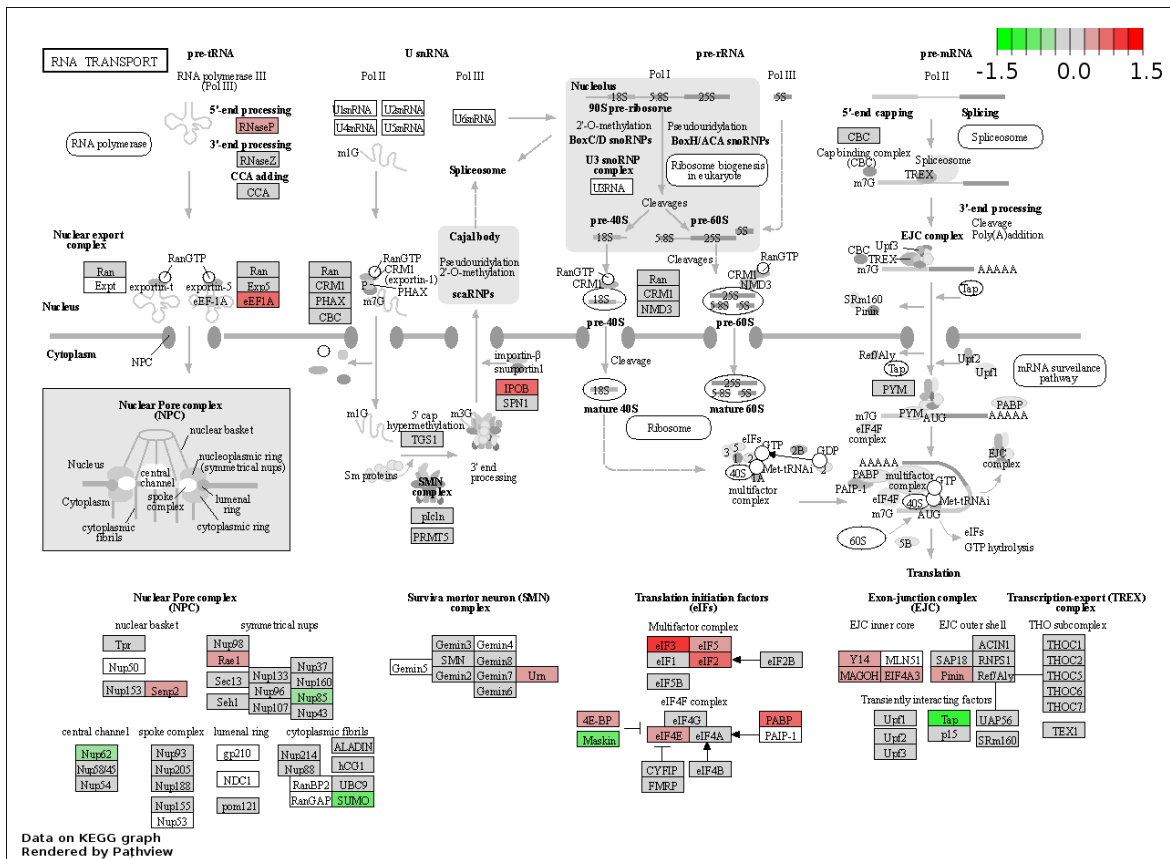 RNA TRANSPORT
pre-tRNA
RNA polymerase III
(Pol III)
5'-end processing
RNaseP
3'-end processing
RNaseZ
CCA adding
CCA
RNA polymerase
U snRNA
Pol II
Pol III
U1snRNA
U2snRNA
U4snRNA
U5snRNA
U6snRNA
m1G
Spliceosome
Cajal body
Pseudouridylation
2'-O-methylation
scaRNPs
pre-rRNA
Pol I
Pol III
Nucleolus
18S
5.8S
25S
5S
90S pre-ribosome
2'-O-methylation
BoxC/D snoRNPs
Pseudouridylation
BoxH/ACA snoRNPs
U3 snoRNP
complex
U3RNA
Ribosome biogenesis
in eukaryote
Cleavages
pre-40S
pre-60S
18S
5.8S
25S
5S
Cleavages
pre-mRNA
Pol II
-1.5
0.0
1.5
5'-end capping
Splicing
CBC
Spliceosome
Cap binding complex
(CBC)
Spliceosome
TREX
m7G
3'-end processing
Cleavage
Poly(A) addition
EJC complex
CBC
Upf3
TREX
m7G
AAAAA
SRm160
Pinin
Tap
Nuclear export
complex
Ran
Expt
RanGTP
exportin-t
exportin-5
eEF-1A
Ran
Exp5
eEF1A
Ran
CRM1
PHAX
CBC
RanGTP
CRM1
(exportin-1)
P
PHAX
m7G
RanGTP
CRM1
18S
Ran
CRM1
NMD3
RanGTP
CRM1
NMD3
25S
5.8S
5S
Nucleus
pre-40S
pre-60S
Cytoplasm
NPC
importin-β
snurportin1
IPOB
SPN1
Cleavage
18S
mature 40S
25S
5.8S
5S
mature 60S
Ribosome
Ref/Aly
Tap
Upf2
Upf1
mRNA surveilance
pathway
PYM
PYM
AUG
PABP
AAAAA
m7G
eIF4F
complex
Nuclear Pore complex
(NPC)
nuclear basket
Nucleus
nucleoplasmic ring
(symmetrical nups)
central
channel
spoke
complex
Cytoplasm
lumenal
ring
cytoplasmic
fibrils
cytoplasmic ring
m1G
5' cap
hypermethylation
TGS1
m3G
Sm proteins
SMN
complex
3' end
processing
pIcln
PRMT5
eIFs
GTP
3
5
1
2
2B
GDP
2
40S
Met-tRNAi
1A
multifactor
complex
AAAAA
PABP
PAIP-1
multifactor
complex
GTP
eIF4F
40S
Met-tRNAi
m7G
AUG
EJC
complex
60S
5B
eIFs
GTP hydrolysis
Translation
Nuclear Pore complex
(NPC)
nuclear basket
symmetrical nups
Tpr
Nup50
Nup153
Senp2
Nup98
Rae1
Sec13
Seh1
Nup133
Nup96
Nup107
Nup37
Nup160
Nup85
Nup43
central channel
spoke complex
lumenal ring
cytoplasmic fibrils
Nup62
Nup58/45
Nup54
Nup93
Nup205
Nup188
Nup155
Nup53
gp210
NDC1
pom121
Nup214
Nup88
ALADIN
hCG1
RanBP2
UBC9
RanGAP
SUMO
Surviva mortor neuron (SMN)
complex
Gemin5
Gemin3
Gemin4
SMN
Gemin8
Gemin2
Gemin7
Gemin6
Unr
Translation initiation factors
(eIFs)
Multifactor complex
eIF3
eIF5
eIF1
eIF2
eIF2B
eIF5B
eIF4F complex
4E-BP
Maskin
eIF4G
eIF4E
eIF4A
PABP
PAIP-1
CYFIP
FMRP
eIF4B
Exon-junction complex
(EJC)
EJC inner core
EJC outer shell
Y14
MLN51
MAGOH
EIF4A3
ACIN1
SAP18
RNPS1
Pinin
Ref/Aly
Transiently interacting factors
Upf1
Upf2
Upf3
Tap
p15
UAP56
SRm160
Transcription-export (TREX)
complex
THO subcomplex
THOC1
THOC2
THOC5
THOC6
THOC7
TEX1
Data on KEGG graph
Rendered by Pathview